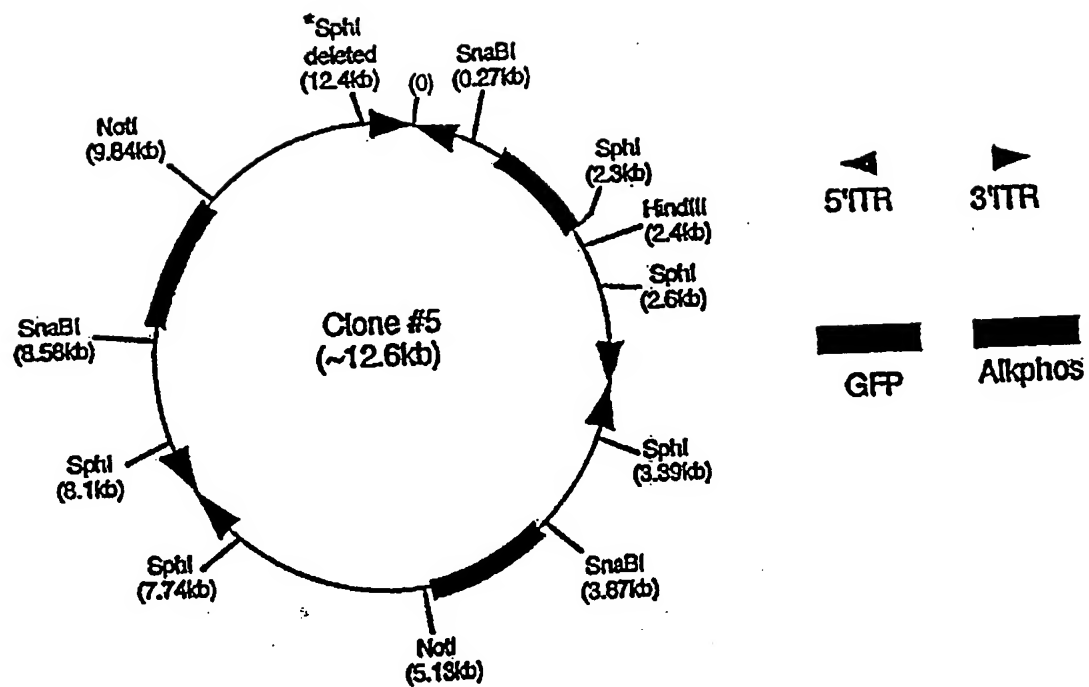 *SphI
deleted
(12.4kb)
(0)
SnaBI
(0.27kb)
NotI
(9.84kb)
SphI
(2.3kb)
HindIII
(2.4kb)
SphI
(2.6kb)
5'ITR
3'ITR
SnaBI
(8.58kb)
Clone #5
(~12.6kb)
GFP
Alkphos
SphI
(8.1kb)
SphI
(3.39kb)
SphI
(7.74kb)
SnaBI
(3.87kb)
NotI
(5.13kb)